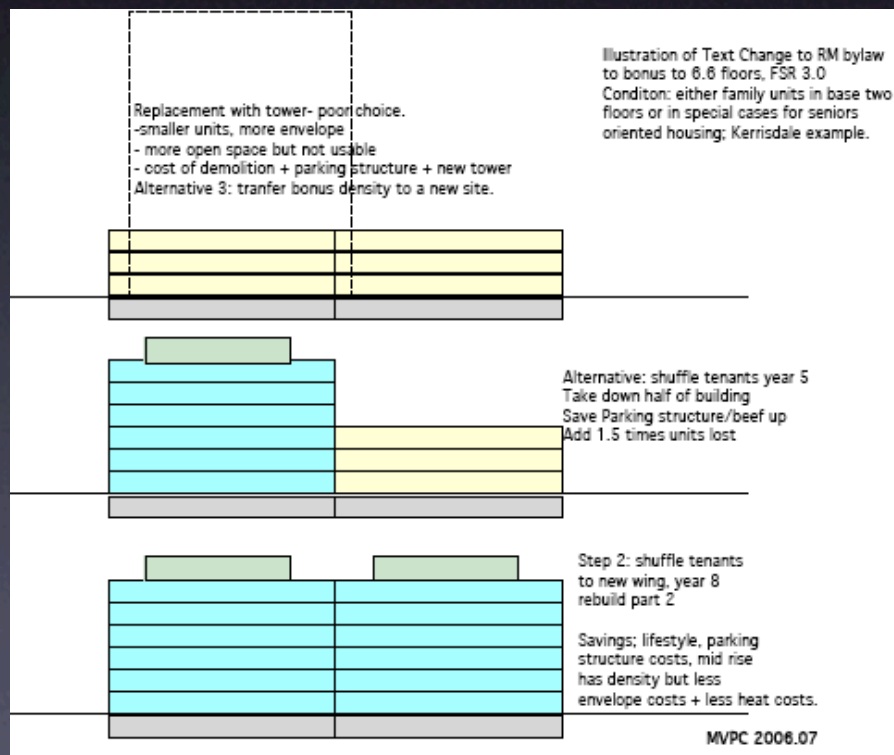 Illustration of Text Change to RM bylaw
to bonus to 6.6 floors, FSR 3.0
Conditon: either family units in base two
floors or in special cases for seniors
oriented housing; Kerrisdale example.
Replacement with tower- poor choice.
-smaller units, more envelope
- more open space but not usable
- cost of demolition + parking structure + new tower
Alternative 3: tranfer bonus density to a new site.
Alternative: shuffle tenants year 5
Take down half of building
Save Parking structure/beef up
Add 1.5 times units lost
Step 2: shuffle tenants
to new wing, year 8
rebuild part 2
Savings; lifestyle, parking
structure costs, mid rise
has density but less
envelope costs + less heat costs.
MVPC 2006.07